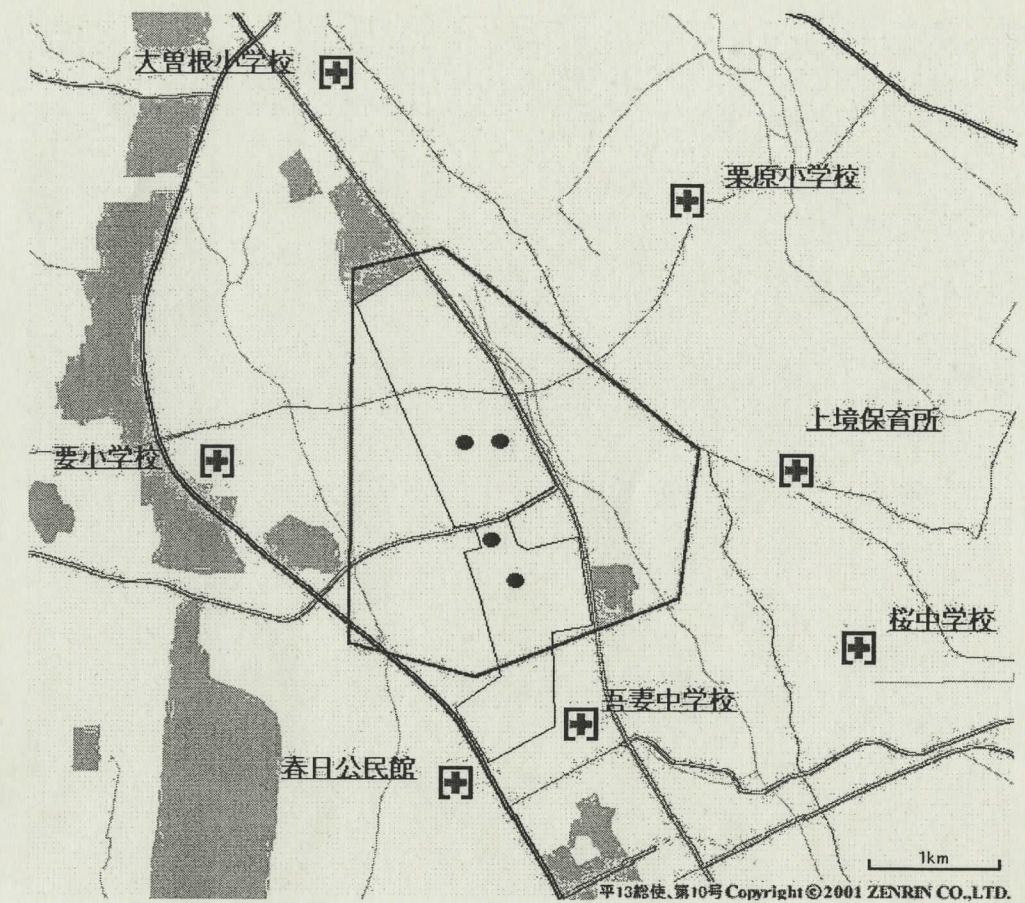 大曽根小学校
栗原小学校
上境保育所
要小学校
桜中学校
吾妻中学校
春日公民館
1km
平13総使、第10号 Copyright ©2001 ZENRIN CO.,LTD.